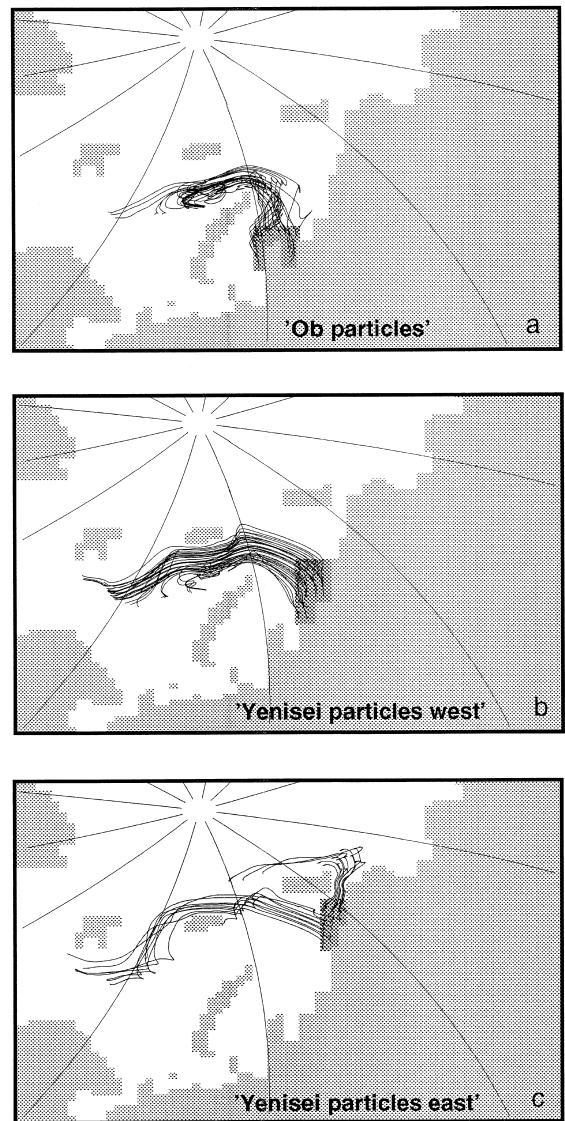 'Ob particles'
a
'Yenisei particles west'
b
'Yenisei particles east'
c